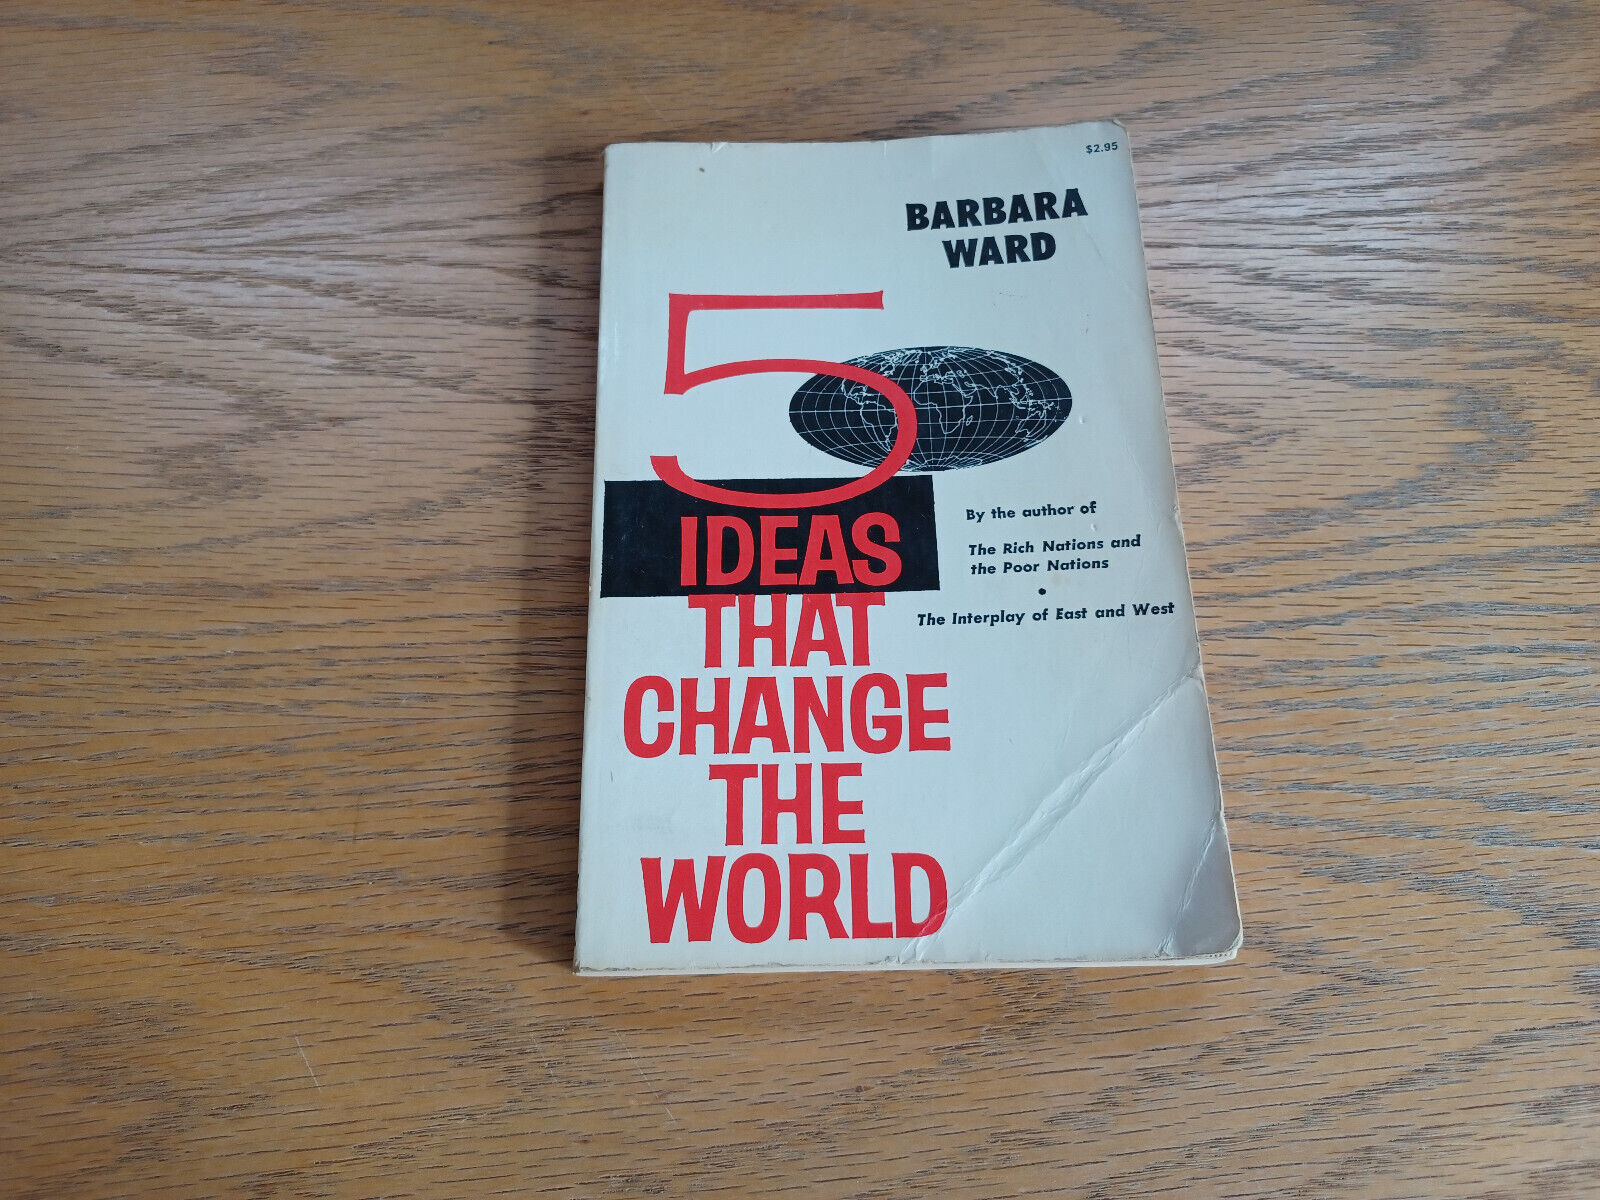 $2.95
BARBARA
WARD
5
IDEAS
THAT
CHANGE
THE
WORLD
By the author of
The Rich Nations and
the Poor Nations
•
The Interplay of East and West